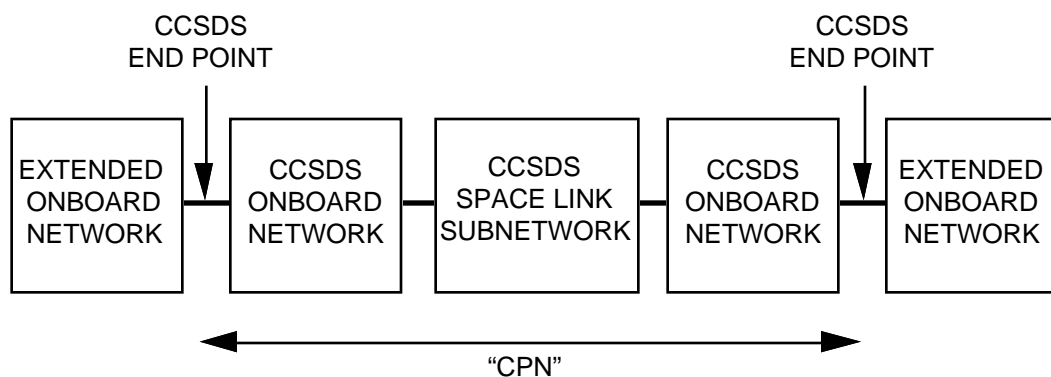 CCSDS
END POINT
CCSDS
END POINT
EXTENDED
ONBOARD
NETWORK
CCSDS
ONBOARD
NETWORK
CCSDS
SPACE LINK
SUBNETWORK
CCSDS
ONBOARD
NETWORK
EXTENDED
ONBOARD
NETWORK
“CPN”